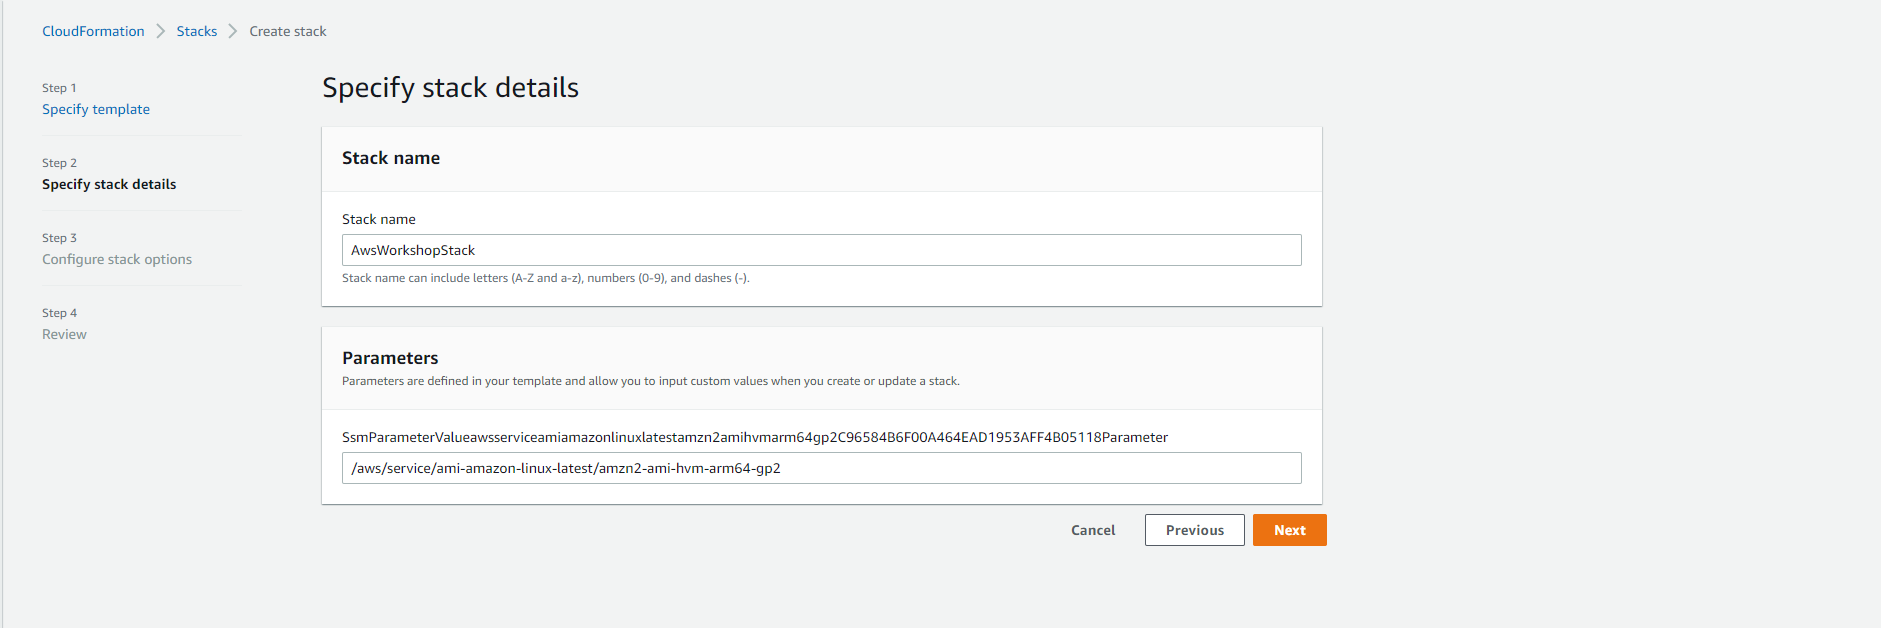 CloudFormation > Stacks > Create stack
Step 1
Specify template
Step 2
Specify stack details
Step 3
Configure stack options
Step 4
Review
Specify stack details
Stack name
Stack name
AwsWorkshopStack
Stack name can include letters (A-Z and a-z), numbers (0-9), and dashes (-).
Parameters
Parameters are defined in your template and allow you to input custom values when you create or update a stack.
SsmParameterValueawsserviceamiamazonlinuxlatestamzn2amihvmarm64gp2C96584B6F00A464EAD1953AFF4B05118Parameter
/aws/service/ami-amazon-linux-latest/amzn2-ami-hvm-arm64-gp2
Cancel Previous Next